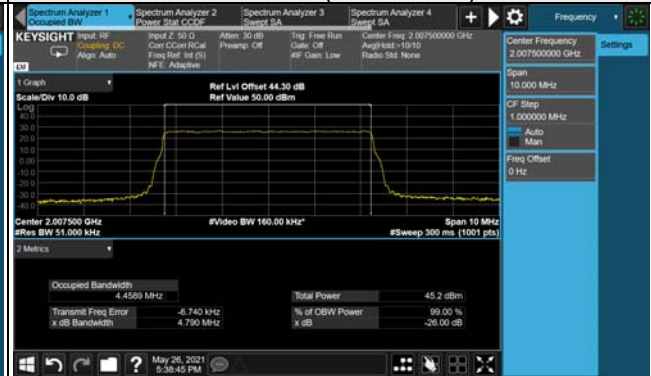 Spectrum Analyzer 1
Occupied BW
Spectrum Analyzer 2
Power Stat CCDF
Spectrum Analyzer 3
Swept SA
Spectrum Analyzer 4
Swept SA
Frequency
KEYSIGHT
Input: RF
Coupling: DC
Align: Auto
Input Z: 50 Ω
Corr CCorr RCal
Freq Ref: Int (S)
NFE: Adaptive
Atten: 30 dB
Preamp: Off
Trig: Free Run
Gate: Off
#IF Gain: Low
Center Freq: 2.007500000 GHz
Avg|Hold:>10/10
Radio Std: None
Center Frequency
2.007500000 GHz
Settings
Span
10.000 MHz
CF Step
1.000000 MHz
Auto
Man
Freq Offset
0 Hz
1 Graph
Scale/Div 10.0 dB
Ref Lvl Offset 44.30 dB
Ref Value 50.00 dBm
Log
40.0
30.0
20.0
10.0
0.00
-10.0
-20.0
-30.0
-40.0
Center 2.007500 GHz
#Res BW 51.000 kHz
#Video BW 160.00 kHz*
Span 10 MHz
#Sweep 300 ms (1001 pts)
2 Metrics
Occupied Bandwidth
4.4589 MHz
Total Power
45.2 dBm
Transmit Freq Error
-6.740 kHz
% of OBW Power
99.00 %
x dB Bandwidth
4.790 MHz
x dB
-26.00 dB
May 26, 2021
5:38:45 PM